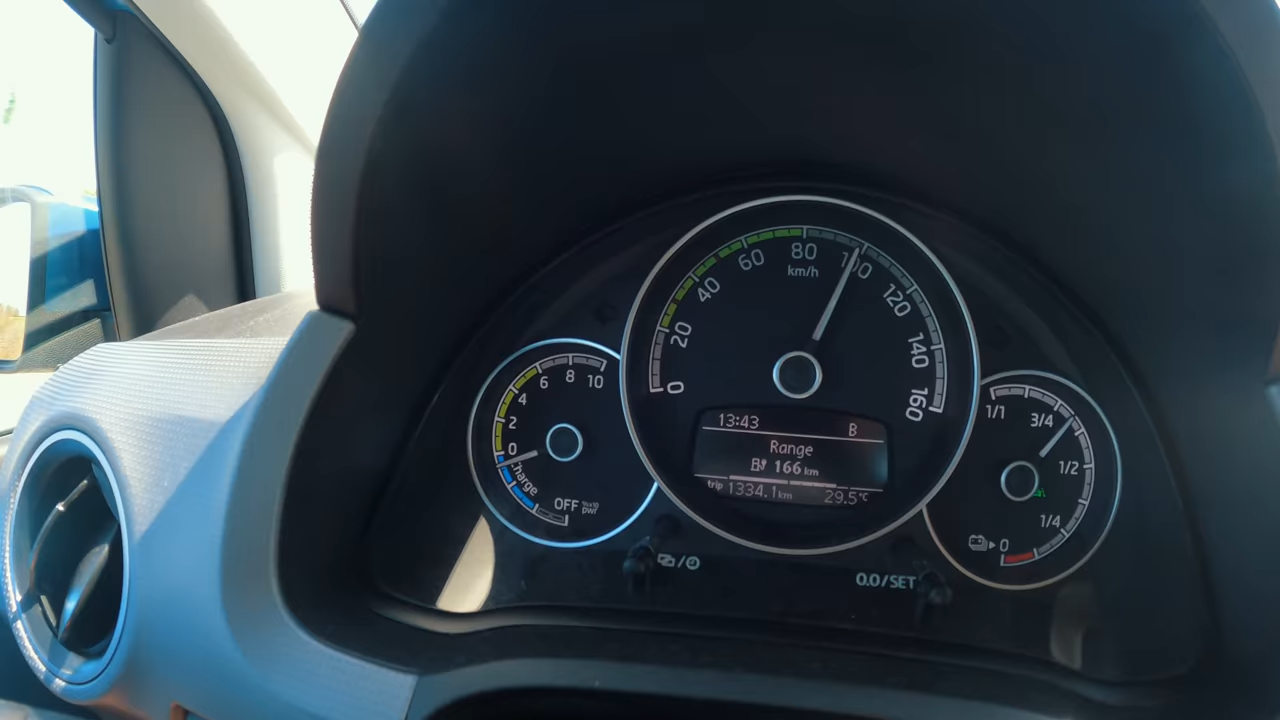 0 20 40 60 80 100 120 140 160
km/h
13:43 B
Range
166 km
trip 1334.1 km 29.5°C
0 2 4 6 8 10
Charge
OFF %x10
pwr
1/1 3/4 1/2 1/4 0
0.0/SET